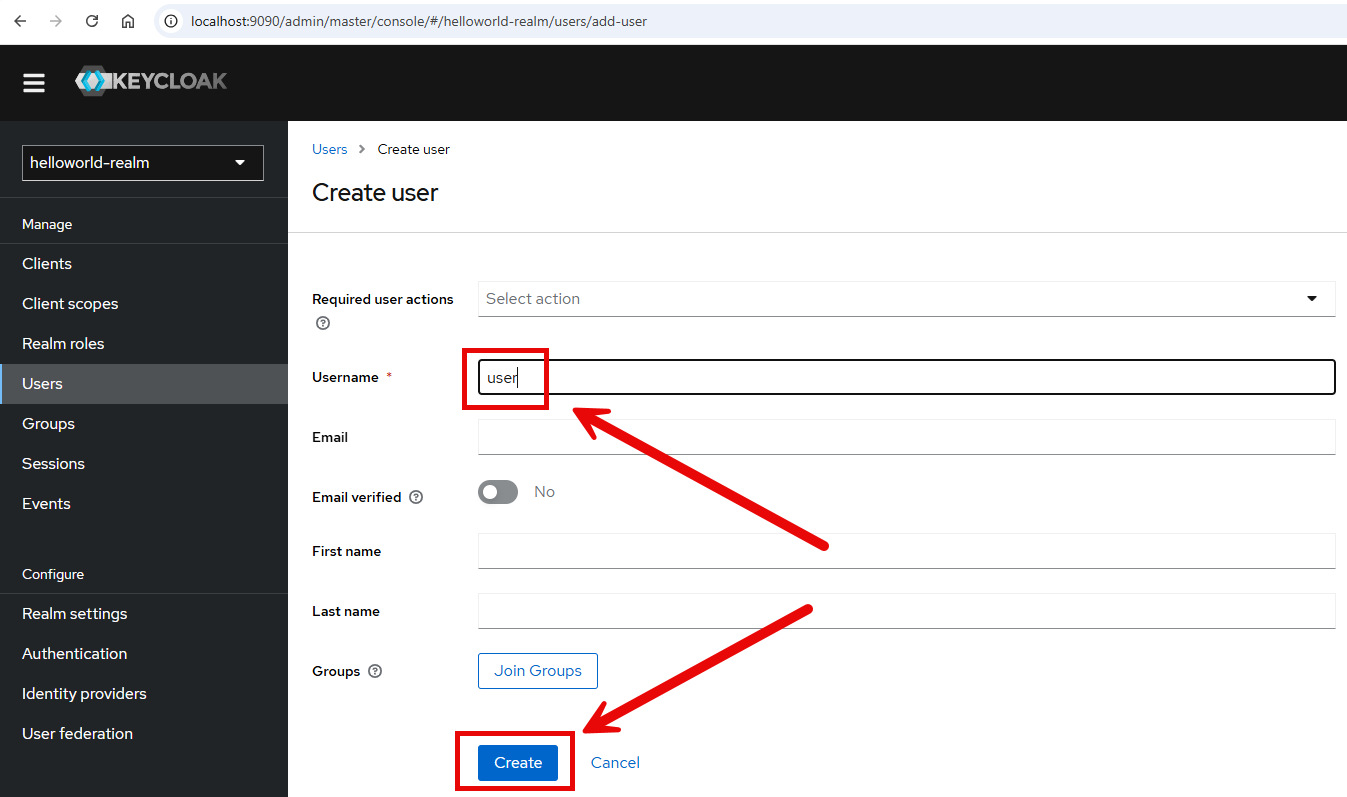 localhost:9090/admin/master/console/#/helloworld-realm/users/add-user
KEYCLOAK
helloworld-realm
Manage
Clients
Client scopes
Realm roles
Users
Groups
Sessions
Events
Configure
Realm settings
Authentication
Identity providers
User federation
Users > Create user
Create user
Required user actions
?
Select action
Username *
user
Email
Email verified ?
No
First name
Last name
Groups ?
Join Groups
Create Cancel